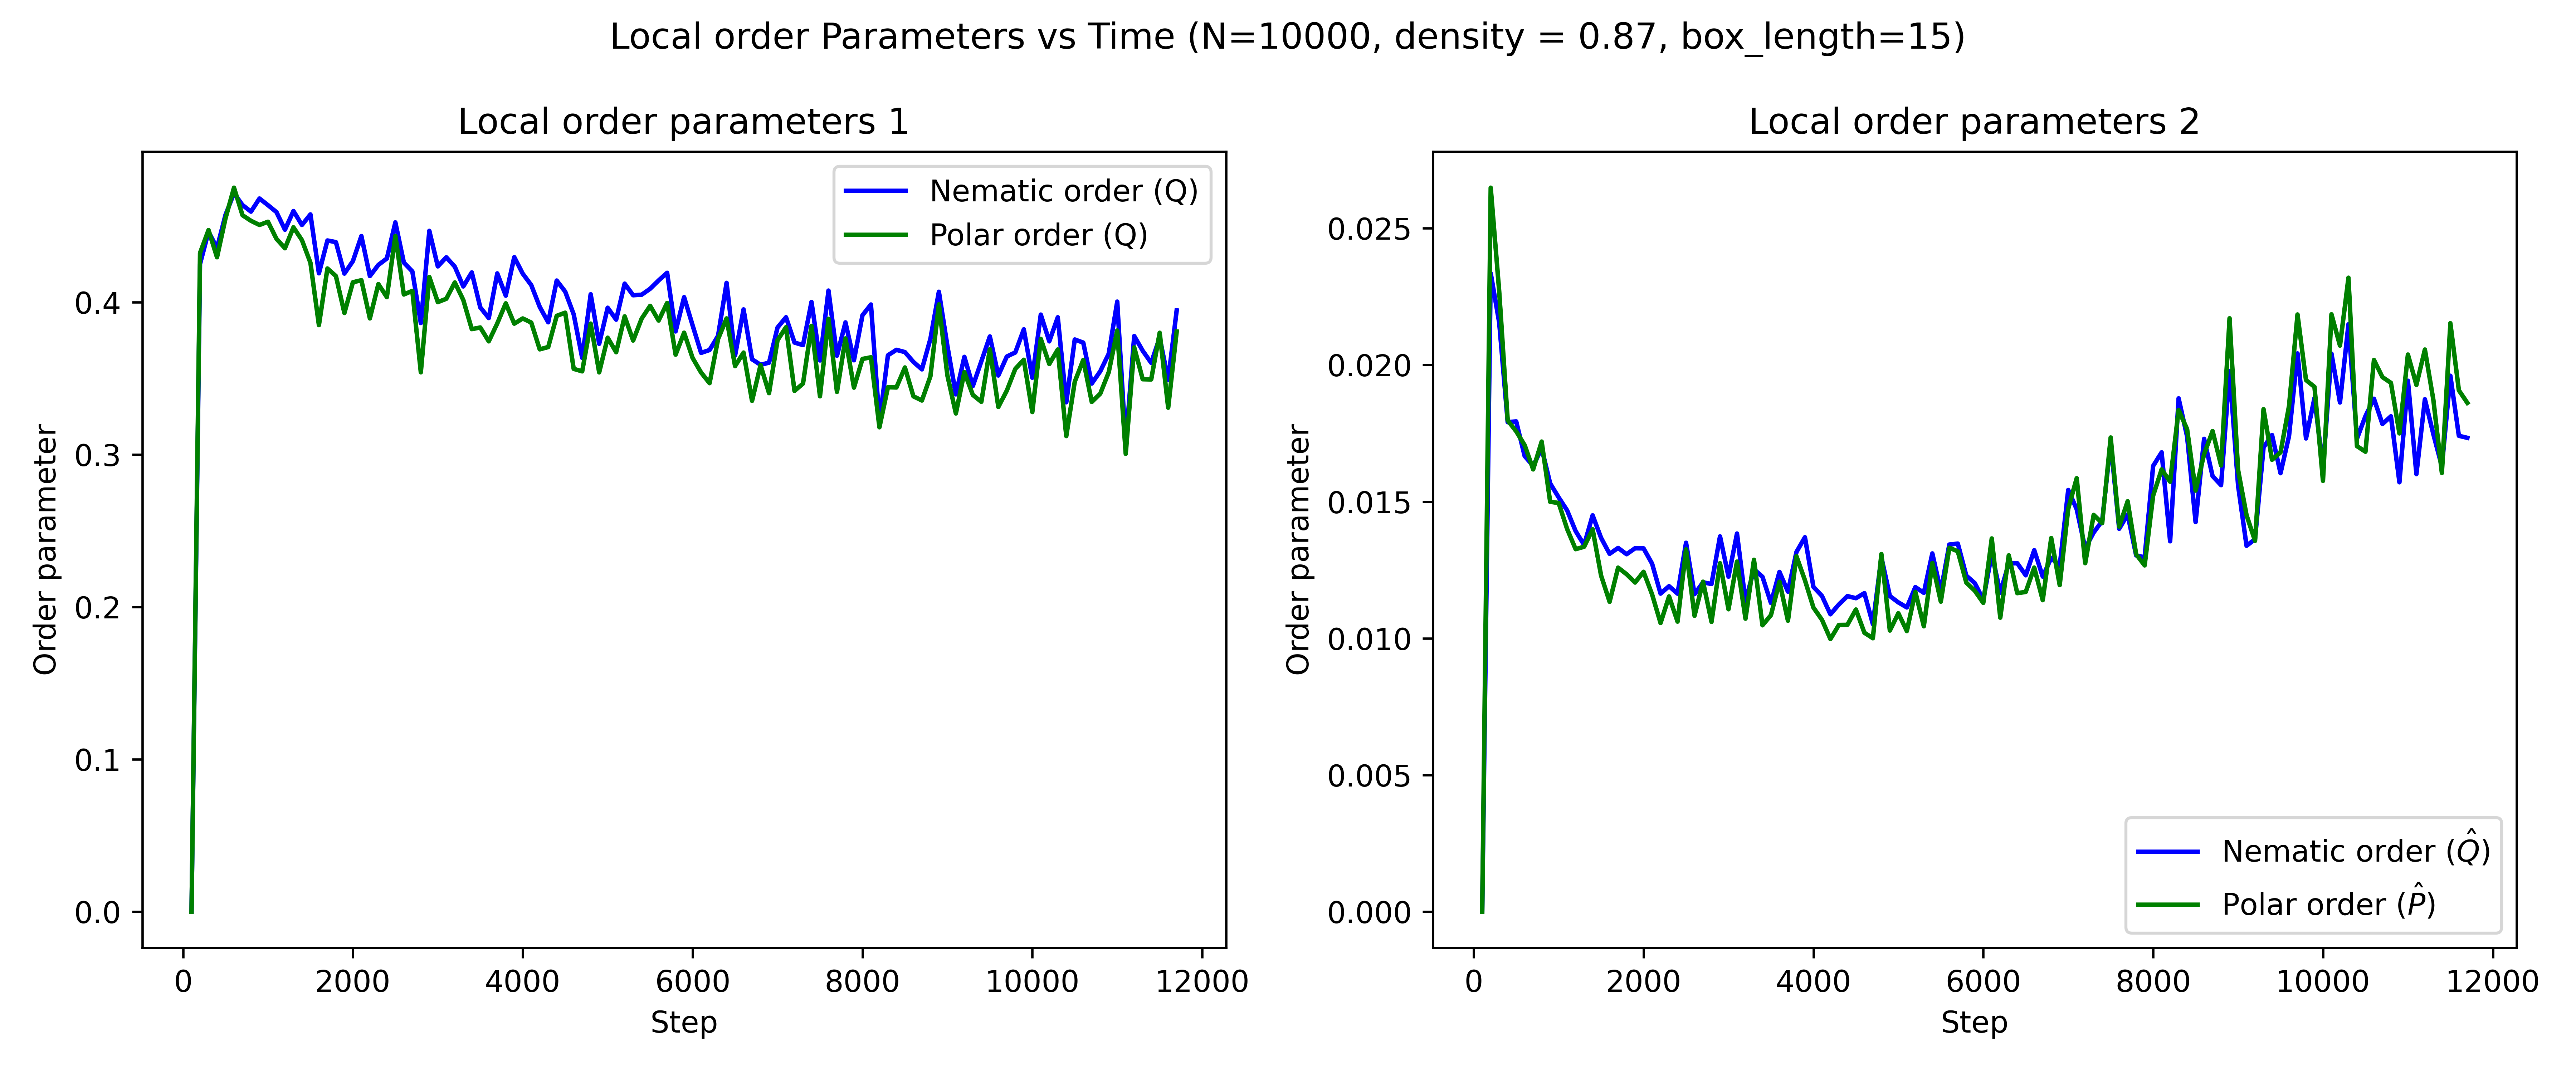 Local order Parameters vs Time (N=10000, density = 0.87, box_length=15)
Local order parameters 1
Nematic order (Q)
Polar order (Q)
0.4
0.3
0.2
0.1
0.0
Order parameter
0 2000 4000 6000 8000 10000 12000
Step
Local order parameters 2
0.025
0.020
0.015
0.010
0.005
0.000
Order parameter
Nematic order (Q̂)
Polar order (P̂)
0 2000 4000 6000 8000 10000 12000
Step